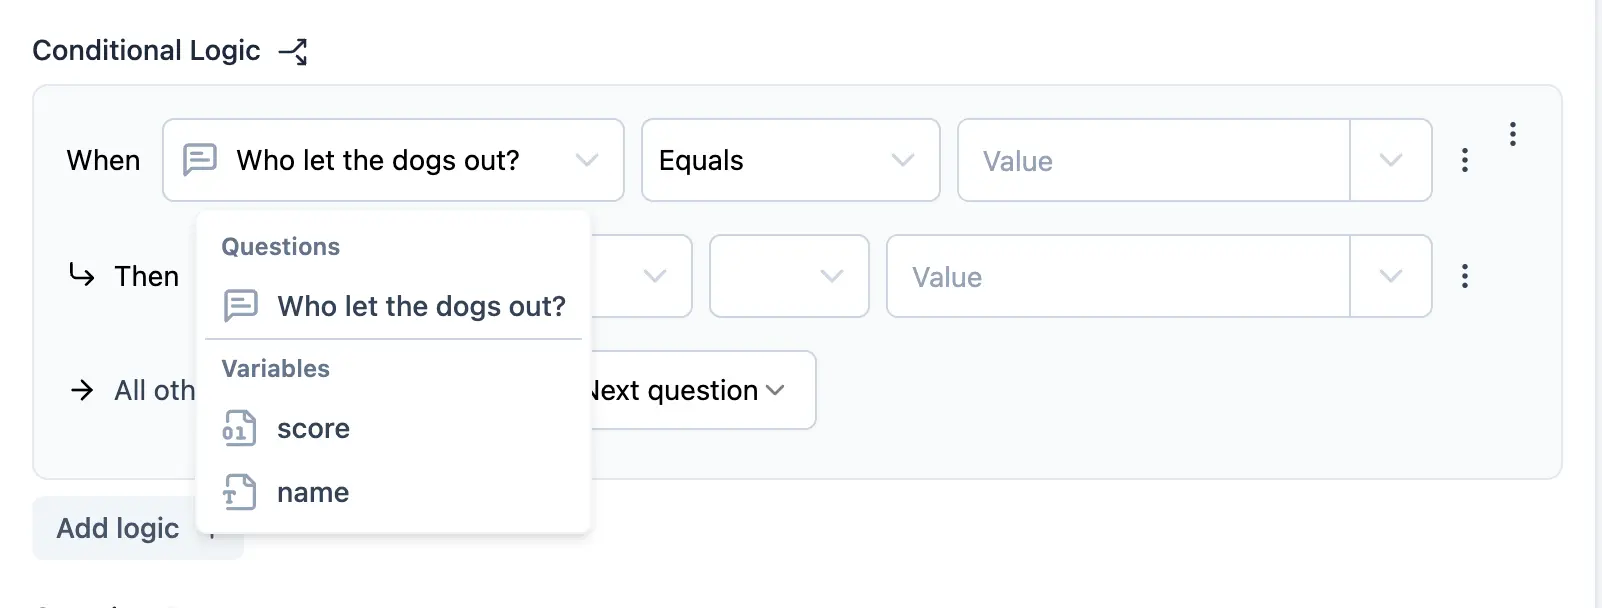 Conditional Logic
When Who let the dogs out? Equals Value
Questions
Then Value
Who let the dogs out?
Variables
All oth Next question
score
name
Add logic